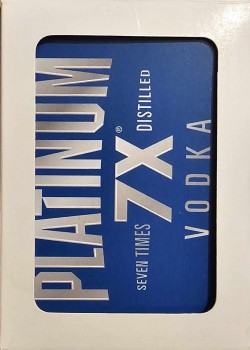 PLATINUM®
SEVEN TIMES
7X
DISTILLED
VODKA